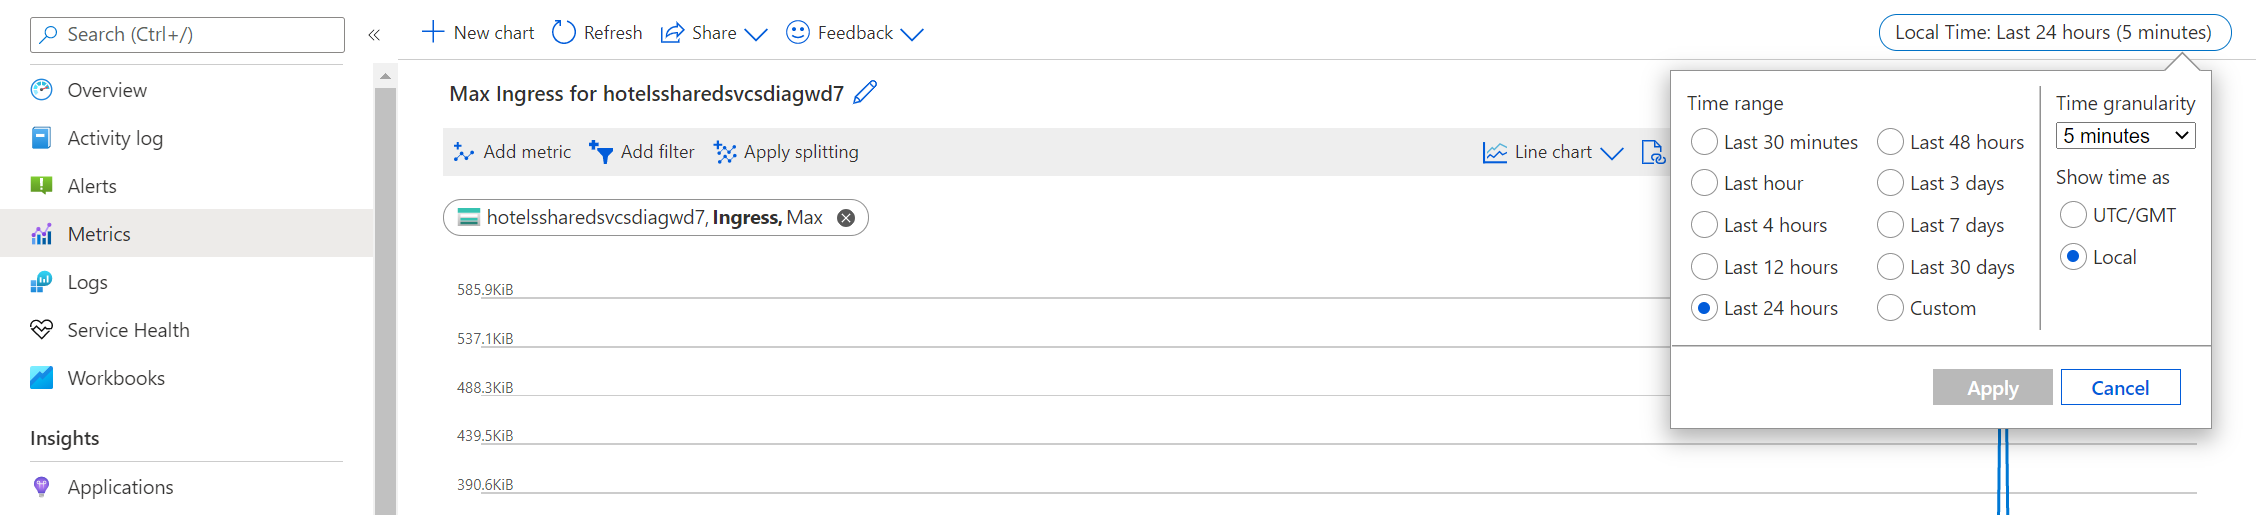 Search (Ctrl+/)
«
Overview
Activity log
Alerts
Metrics
Logs
Service Health
Workbooks
Insights
Applications
New chart
Refresh
Share
Feedback
Local Time: Last 24 hours (5 minutes)
Max Ingress for hotelssharedsvcsdiagwd7
Add metric
Add filter
Apply splitting
Line chart
hotelssharedsvcsdiagwd7, Ingress, Max
585.9KiB
537.1KiB
488.3KiB
439.5KiB
390.6KiB
Time range
Last 30 minutes
Last hour
Last 4 hours
Last 12 hours
Last 24 hours
Last 48 hours
Last 3 days
Last 7 days
Last 30 days
Custom
Time granularity
5 minutes
Show time as
UTC/GMT
Local
Apply
Cancel